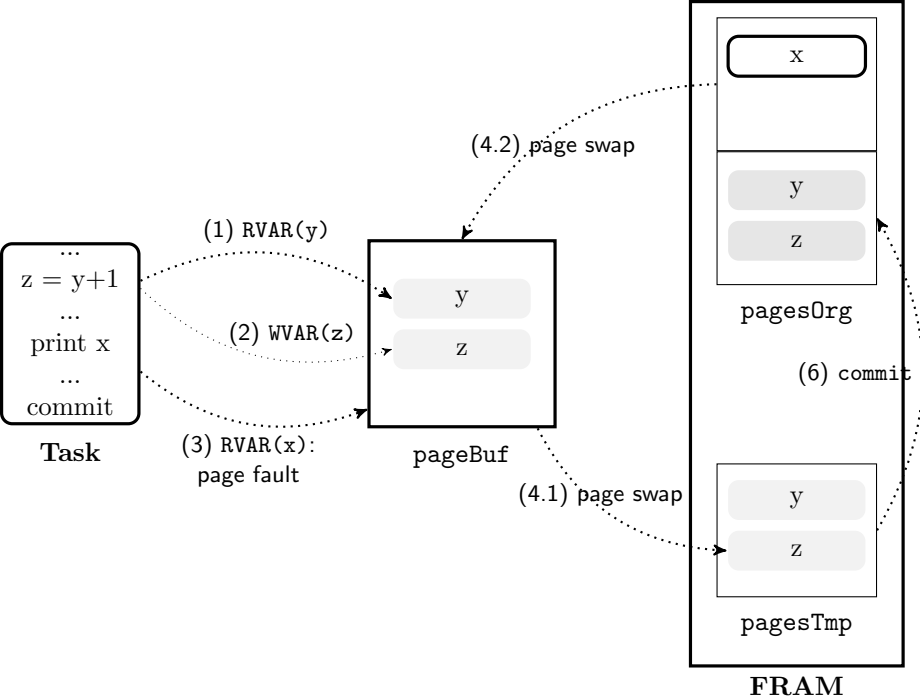 ...
z = y+1
...
print x
...
commit
Task
(1) RVAR(y)
(2) WVAR(z)
(3) RVAR(x):
page fault
y
z
pageBuf
(4.2) page swap
(4.1) page swap
x
y
z
pagesOrg
(6) commit
y
z
pagesTmp
FRAM